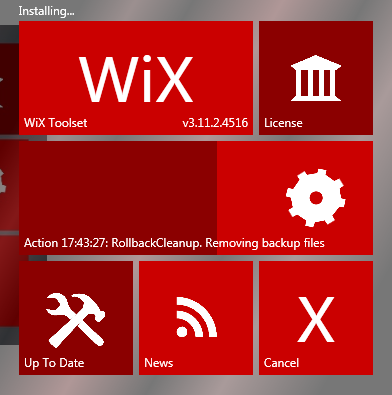 Installing...
WiX
WiX Toolset v3.11.2.4516
License
Action 17:43:27: RollbackCleanup. Removing backup files
Up To Date
News
X
Cancel